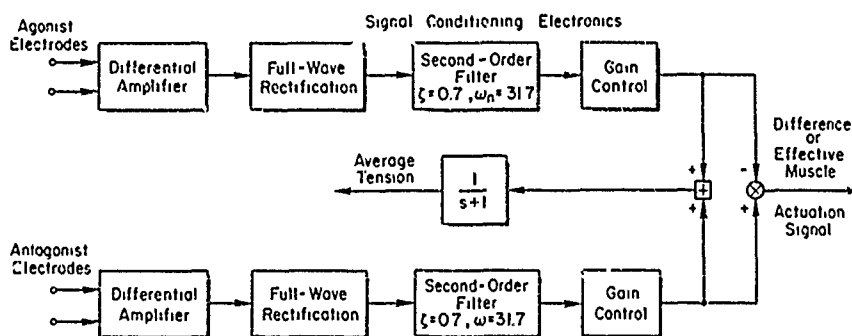 Signal Conditioning Electronics
Agonist
Electrodes
Differential
Amplifier
Full-Wave
Rectification
Second-Order
Filter
ζ=0.7, ωn=31.7
Gain
Control
Average
Tension
1
s+1
+
+
+
-
+
Difference
or
Effective
Muscle
Actuation
Signal
Antagonist
Electrodes
Differential
Amplifier
Full-Wave
Rectification
Second-Order
Filter
ζ=07, ω=31.7
Gain
Control